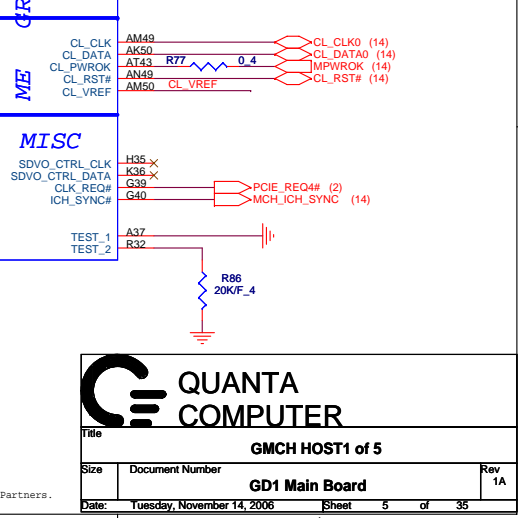 GR
CL_CLK AM49 CL_CLK0 (14)
CL_DATA AK50 CL_DATA0 (14)
CL_PWROK AT43 R77 0_4 MPWROK (14)
CL_RST# AN49 CL_RST# (14)
CL_VREF AM50 CL_VREF
ME
MISC
SDVO_CTRL_CLK H35
SDVO_CTRL_DATA K36
CLK_REQ# G39 PCIE_REQ4# (2)
ICH_SYNC# G40 MCH_ICH_SYNC (14)
TEST_1 A37
TEST_2 R32
R86
20K/F_4
QUANTA
COMPUTER
Title
GMCH HOST1 of 5
Size Document Number Rev
GD1 Main Board 1A
Partners.
Date: Tuesday, November 14, 2006 Sheet 5 of 35